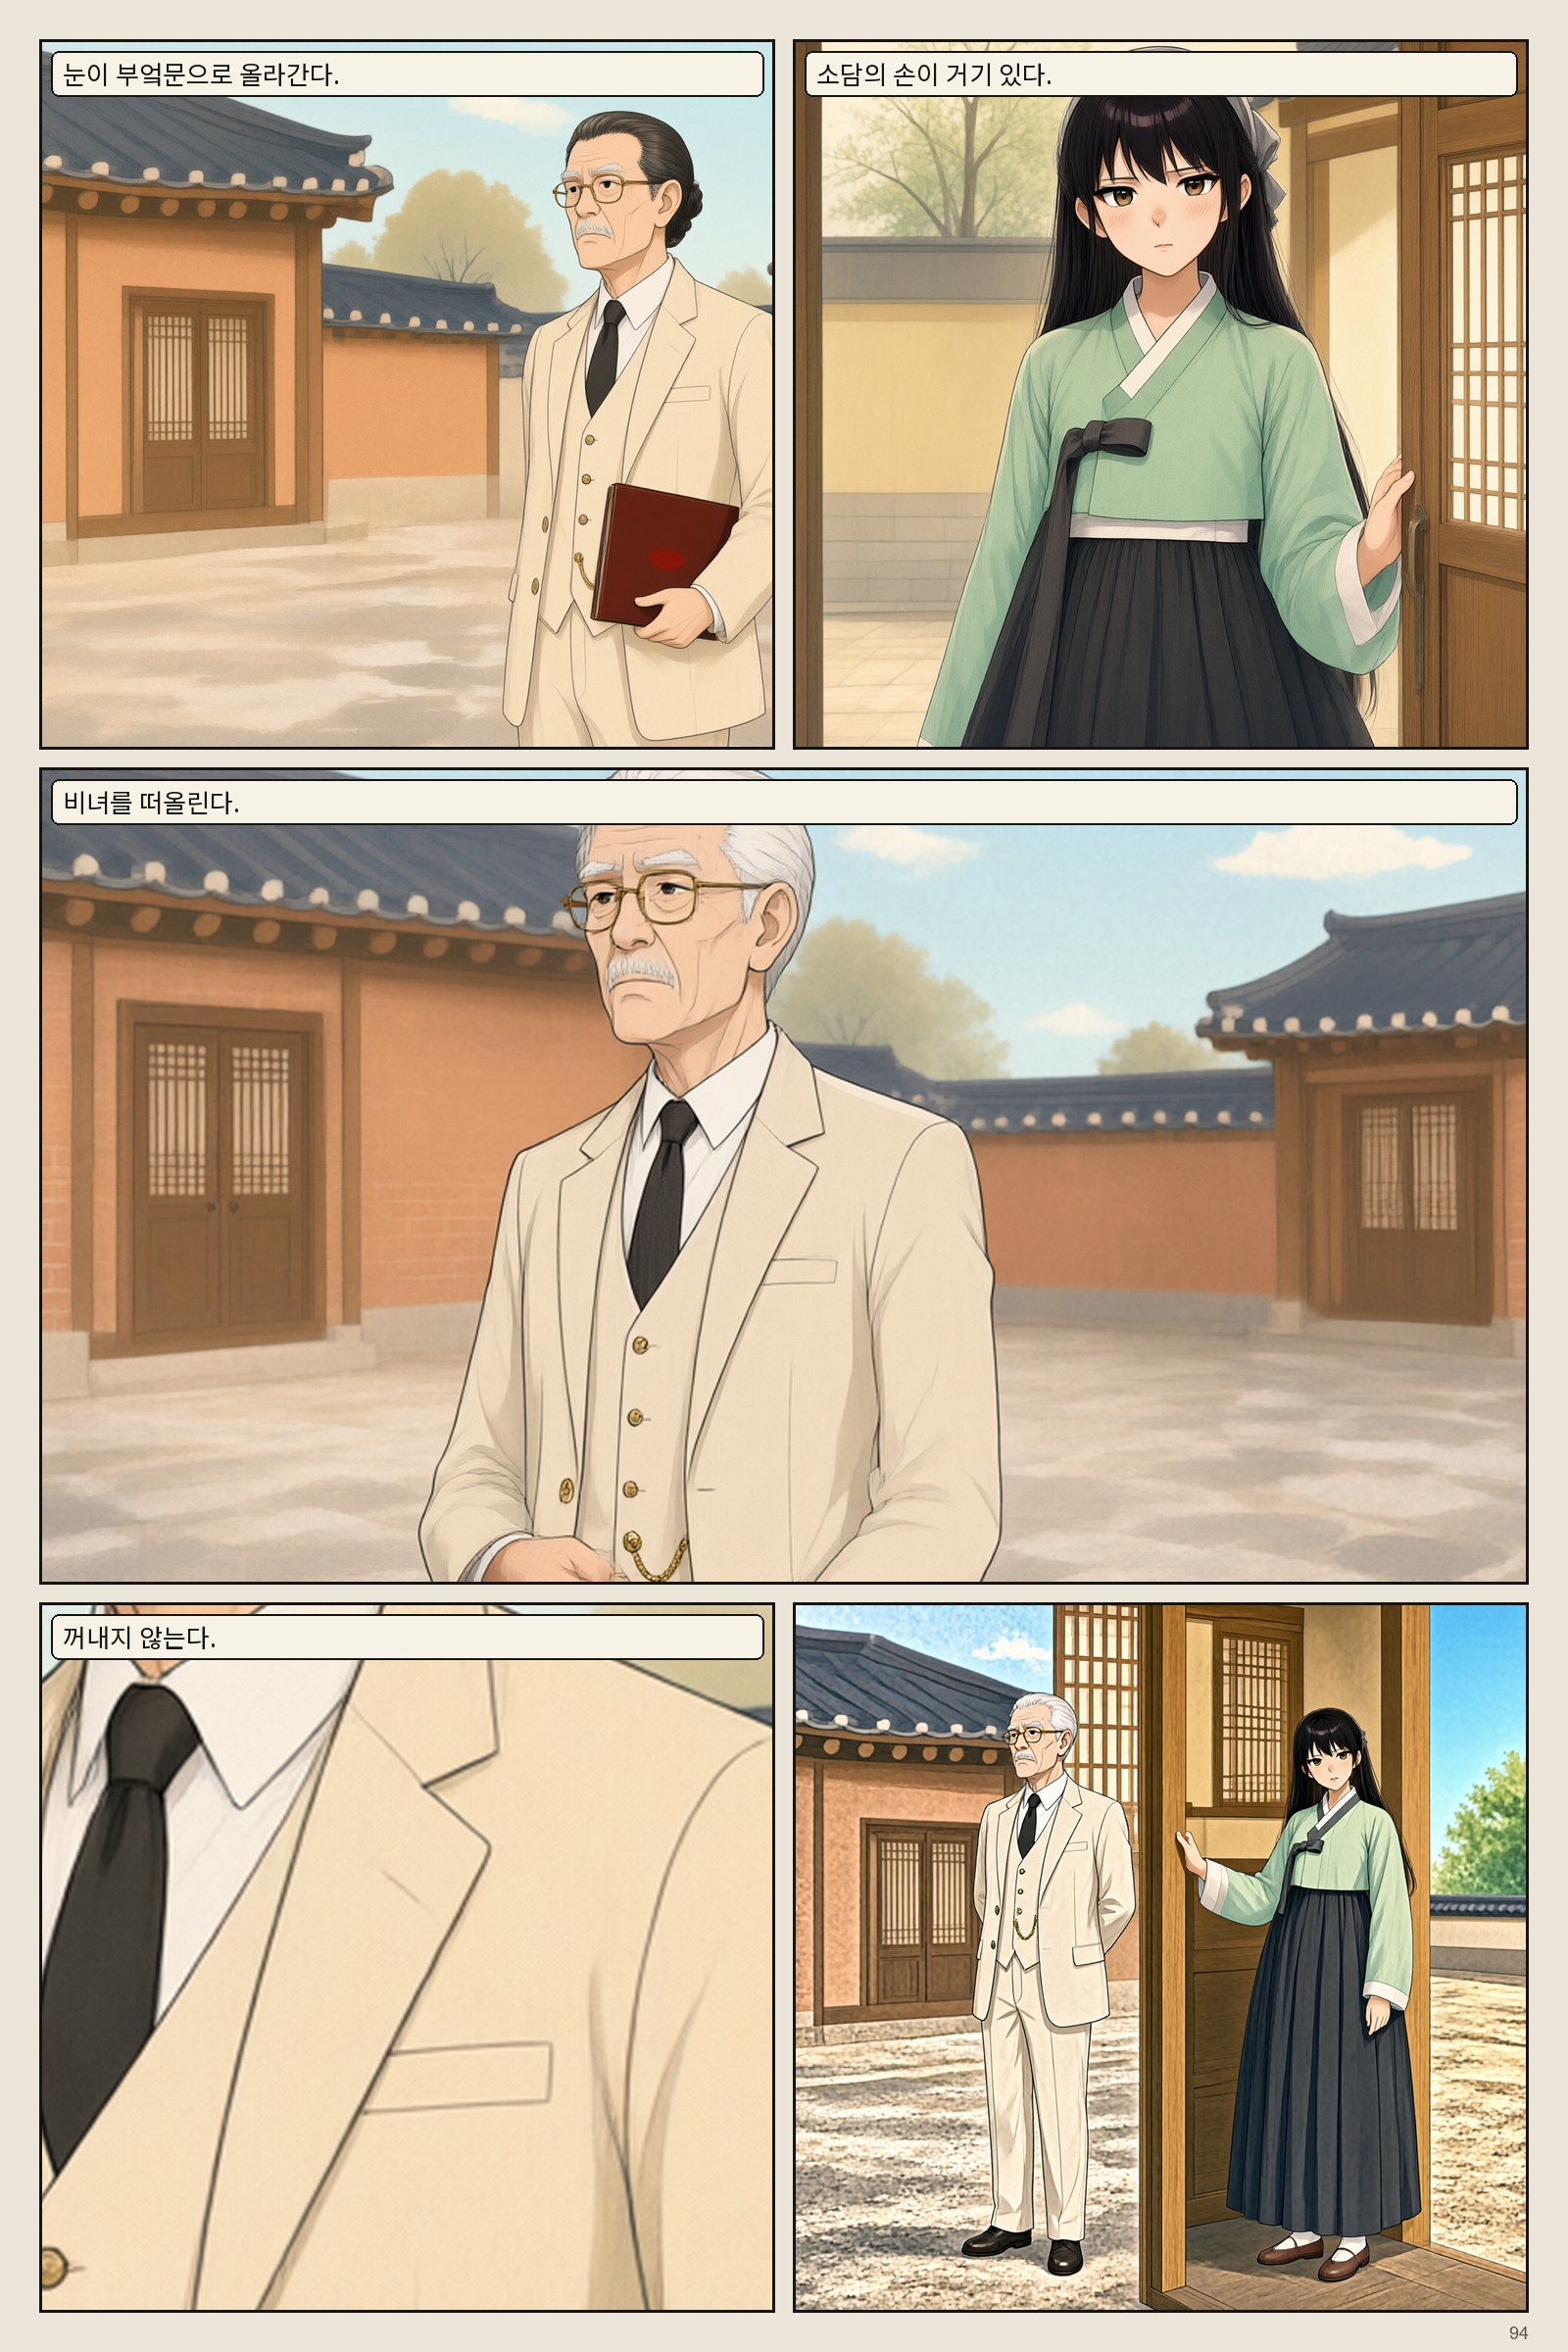 눈이 부엌문으로 올라간다.
소담의 손이 거기 있다.
비녀를 떠올린다.
꺼내지 않는다.
94